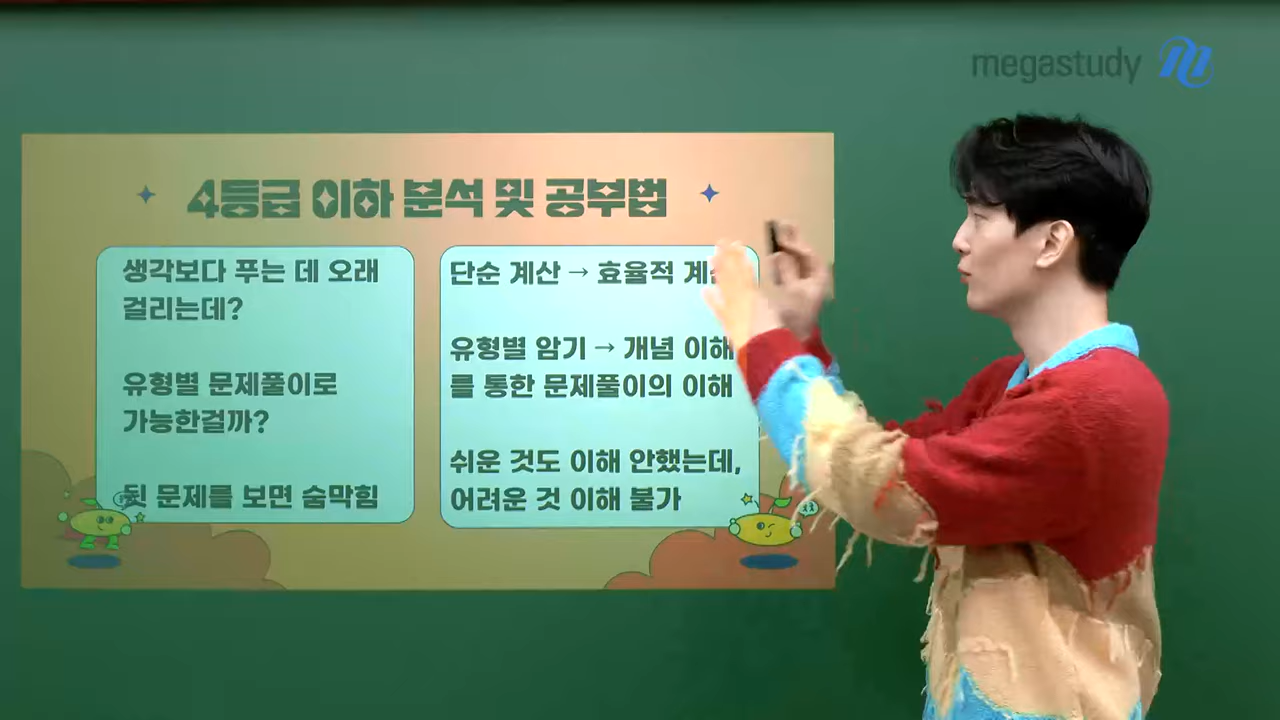 megastudy
4등급 이하 분석 및 공부법
생각보다 푸는 데 오래
걸리는데?
유형별 문제풀이로
가능한걸까?
뒷 문제를 보면 숨막힘
단순 계산 → 효율적
유형별 암기 → 개념 이해
를 통한 문제풀이의 이해
쉬운 것도 이해 안했는데,
어려운 것 이해 불가